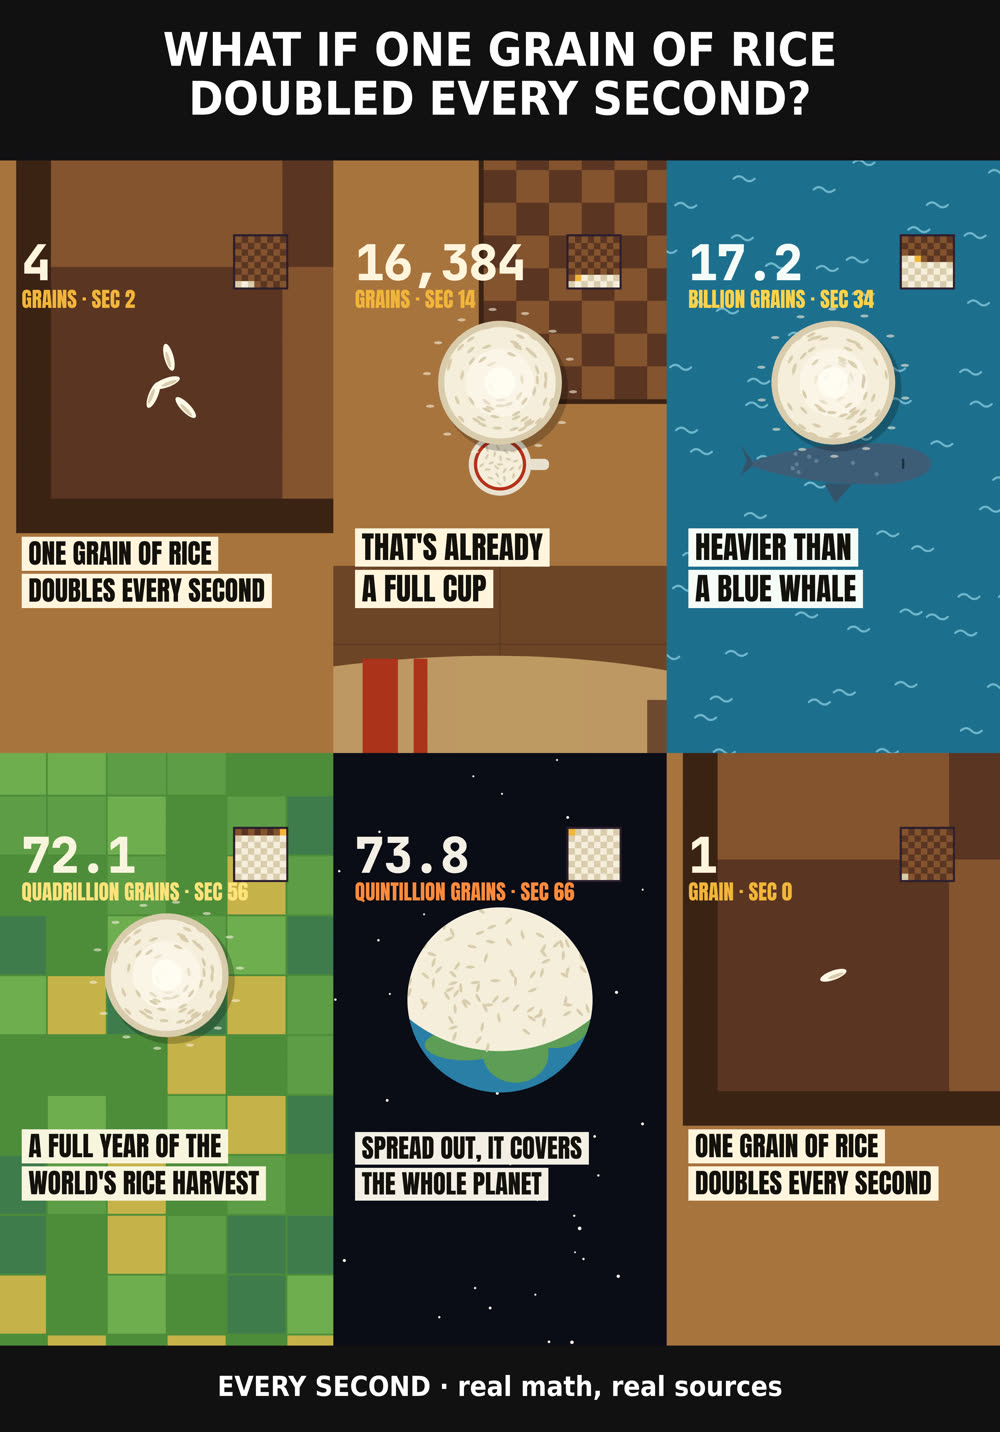 WHAT IF ONE GRAIN OF RICE
DOUBLED EVERY SECOND?
4
GRAINS · SEC 2
ONE GRAIN OF RICE
DOUBLES EVERY SECOND
16,384
GRAINS · SEC 14
THAT'S ALREADY
A FULL CUP
17.2
BILLION GRAINS · SEC 34
HEAVIER THAN
A BLUE WHALE
72.1
QUADRILLION GRAINS · SEC 56
A FULL YEAR OF THE
WORLD'S RICE HARVEST
73.8
QUINTILLION GRAINS · SEC 66
SPREAD OUT, IT COVERS
THE WHOLE PLANET
1
GRAIN · SEC 0
ONE GRAIN OF RICE
DOUBLES EVERY SECOND
EVERY SECOND · real math, real sources